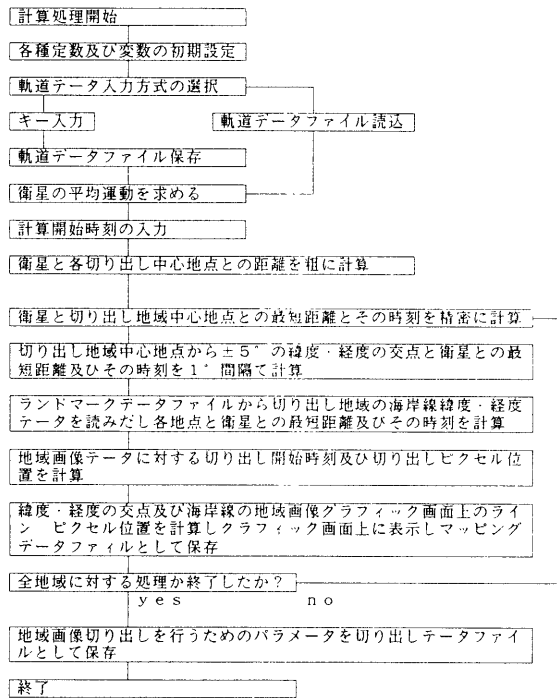 計算処理開始
各種定数及び変数の初期設定
軌道データ入力方式の選択
キー入力
軌道データファイル読込
軌道データファイル保存
衛星の平均運動を求める
計算開始時刻の入力
衛星と各切り出し中心地点との距離を粗に計算
衛星と切り出し地域中心地点との最短距離とその時刻を精密に計算
切り出し地域中心地点から±5°の緯度・経度の交点と衛星との最
短距離及びその時刻を1°間隔て計算
ランドマークテータファイルから切り出し地域の海岸線緯度・経度
テータを読みだし各地点と衛星との最短距離及びその時刻を計算
地域画像テータに対する切り出し開始時刻及び切り出しピクセル位
置を計算
緯度・経度の交点及び海岸線の地域画像グラフィック画面上のライ
ン ピクセル位置を計算しクラフィック画面上に表示しマッピング
データファィルとして保存
全地域に対する処理か終了したか?
yes no
地域画像切り出しを行うためのパラメータを切り出しテータファイ
ルとして保存
終了